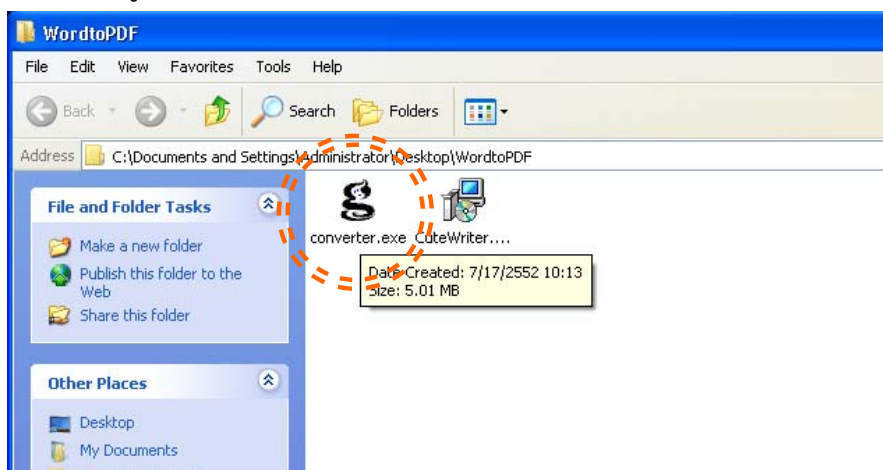 WordtoPDF
File Edit View Favorites Tools Help
Back Search Folders
Address C:\Documents and Settings\Administrator\Desktop\WordtoPDF
File and Folder Tasks
Make a new folder
Publish this folder to the
Web
Share this folder
converter.exe CuteWriter....
Date Created: 7/17/2552 10:13
Size: 5.01 MB
Other Places
Desktop
My Documents